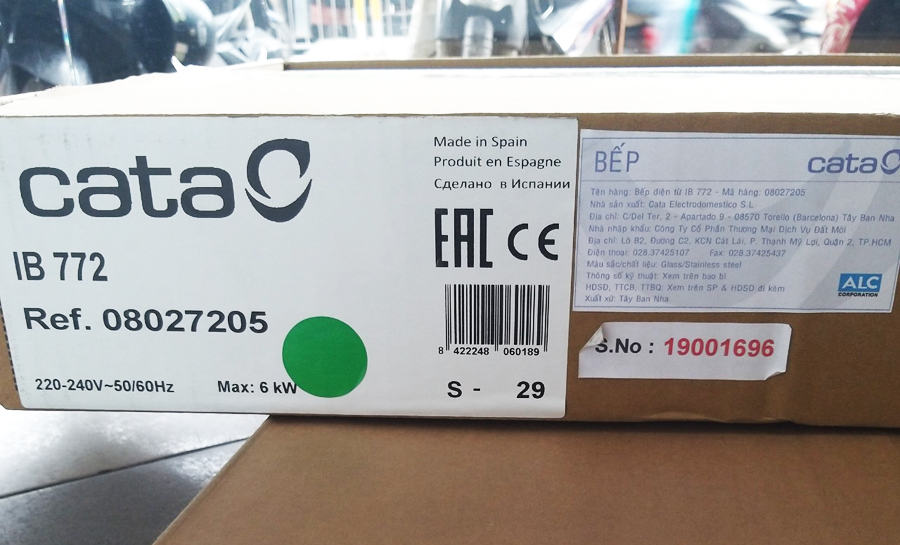 cata
IB 772
Ref. 08027205
220-240V~50/60Hz Max: 6 kW
Made in Spain
Produit en Espagne
Сделано в Испании
EAC CE
8 422248 060189
S - 29
BẾP cata
Tên hàng: Bếp điện từ IB 772 - Mã hàng: 08027205
Nhà sản xuất: Cata Electrodomestico S.L
Địa chỉ: C/Del Ter, 2 - Apartado 9 - 08570 Torello (Barcelona) Tây Ban Nha
Nhà nhập khẩu: Công Ty Cổ Phần Thương Mại Dịch Vụ Đất Mới
Địa chỉ: Lô B2, Đường C2, KCN Cát Lái, P. Thạnh Mỹ Lợi, Quận 2, TP.HCM
Điện thoại: 028.37425107 Fax: 028.37425437
Màu sắc/chất liệu: Glass/Stainless steel
Thông số kỹ thuật: Xem trên bao bì
HDSD, TTCB, TTBQ: Xem trên SP & HDSD đi kèm
Xuất xứ: Tây Ban Nha
ALC
CORPORATION
S.No : 19001696